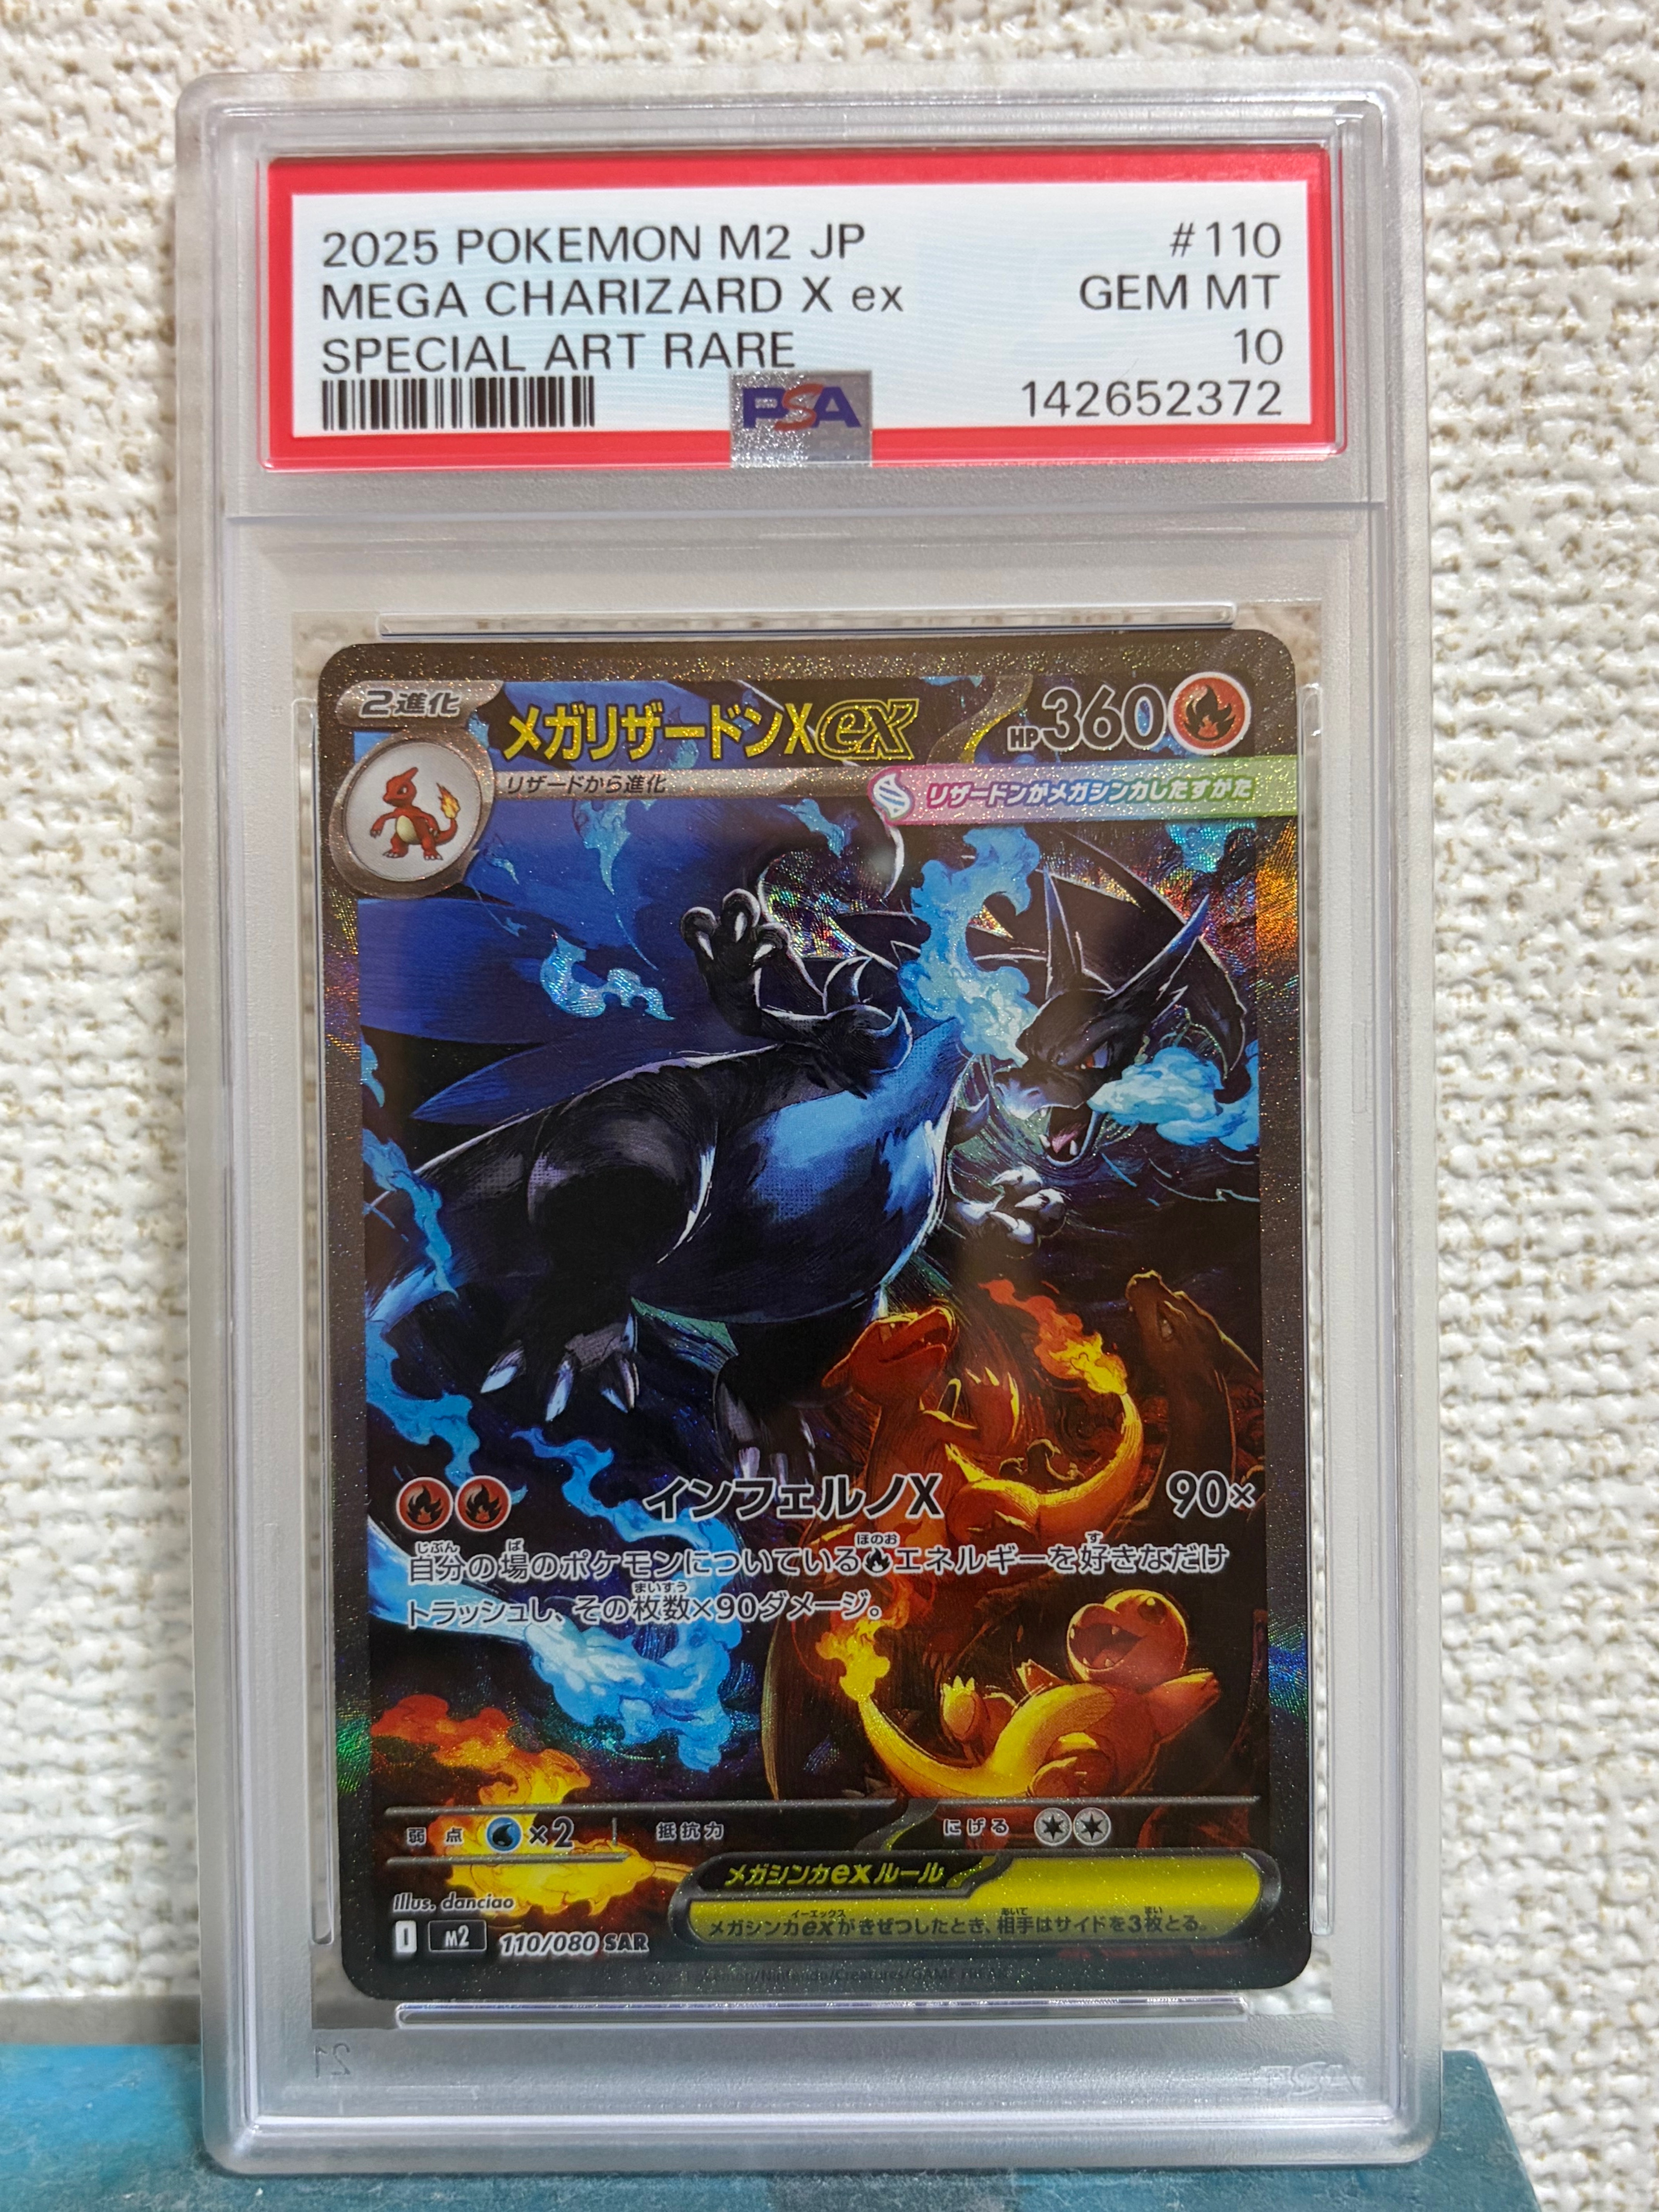 2025 POKEMON M2 JP #110
MEGA CHARIZARD X ex GEM MT
SPECIAL ART RARE 10
PSA 142652372
2進化 メガリザードンXex HP360
リザードから進化
リザードンがメガシンカしたすがた
インフェルノX 90×
自分の場のポケモンについているエネルギーを好きなだけ
トラッシュし、その枚数×90ダメージ。
弱点 ×2 抵抗力 にげる
メガシンカexルール
メガシンカexがきぜつしたとき、相手はサイドを3枚とる。
Illus. danciao
I M2 110/080 SAR